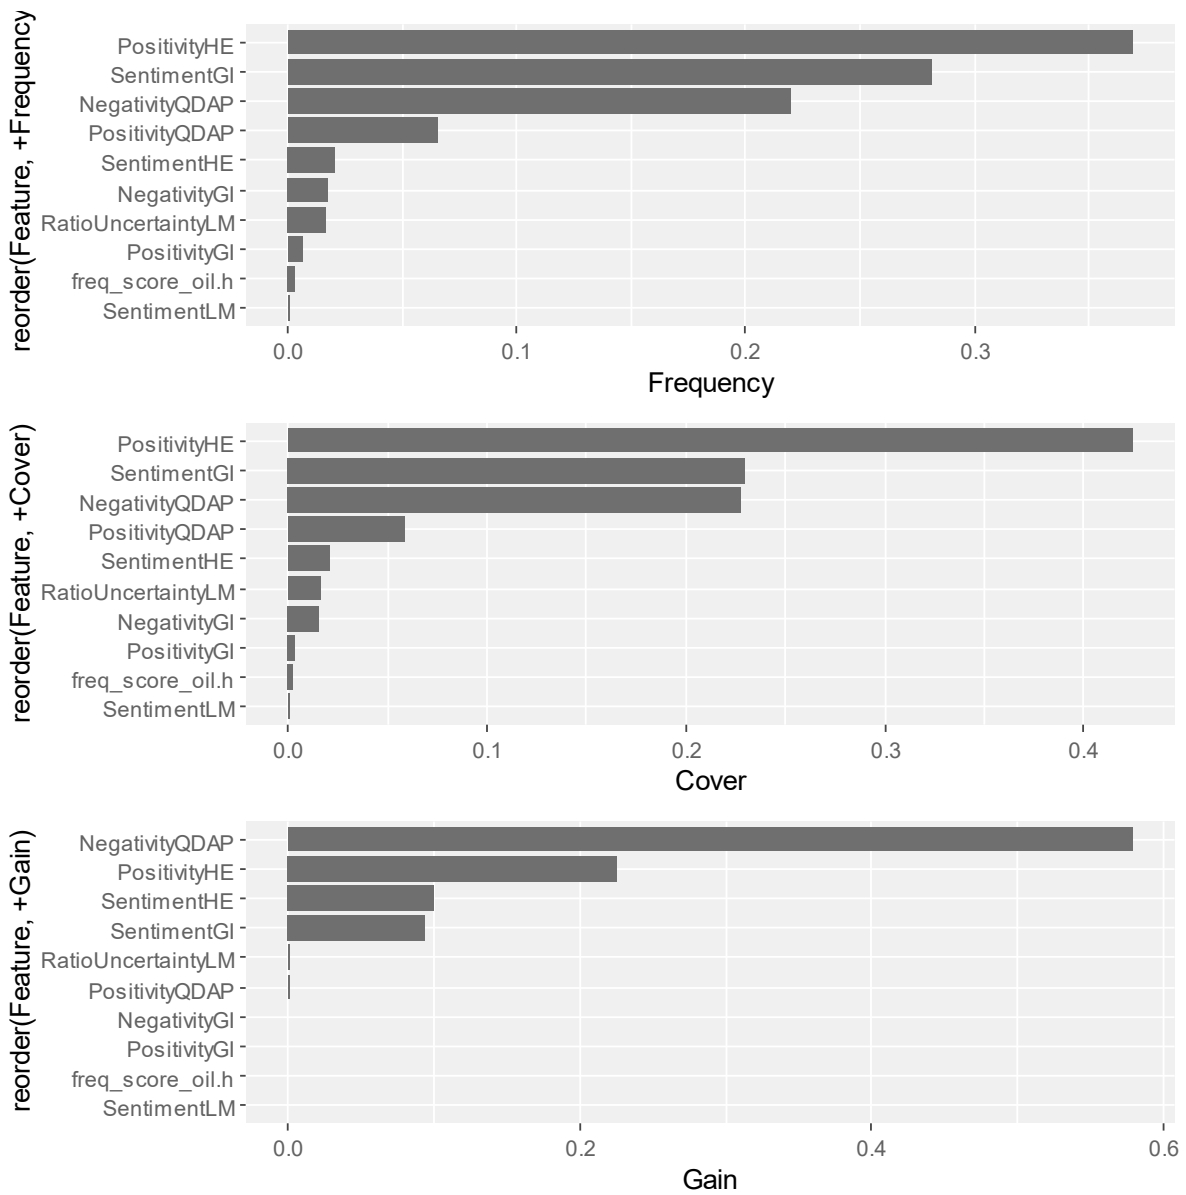 reorder(Feature, +Frequency
PositivityHE
SentimentGI
NegativityQDAP
PositivityQDAP
SentimentHE
NegativityGI
RatioUncertaintyLM
PositivityGI
freq_score_oil.h
SentimentLM
0.0 0.1 0.2 0.3
Frequency
reorder(Feature, +Cover)
PositivityHE
SentimentGI
NegativityQDAP
PositivityQDAP
SentimentHE
RatioUncertaintyLM
NegativityGI
PositivityGI
freq_score_oil.h
SentimentLM
0.0 0.1 0.2 0.3 0.4
Cover
reorder(Feature, +Gain)
NegativityQDAP
PositivityHE
SentimentHE
SentimentGI
RatioUncertaintyLM
PositivityQDAP
NegativityGI
PositivityGI
freq_score_oil.h
SentimentLM
0.0 0.2 0.4 0.6
Gain